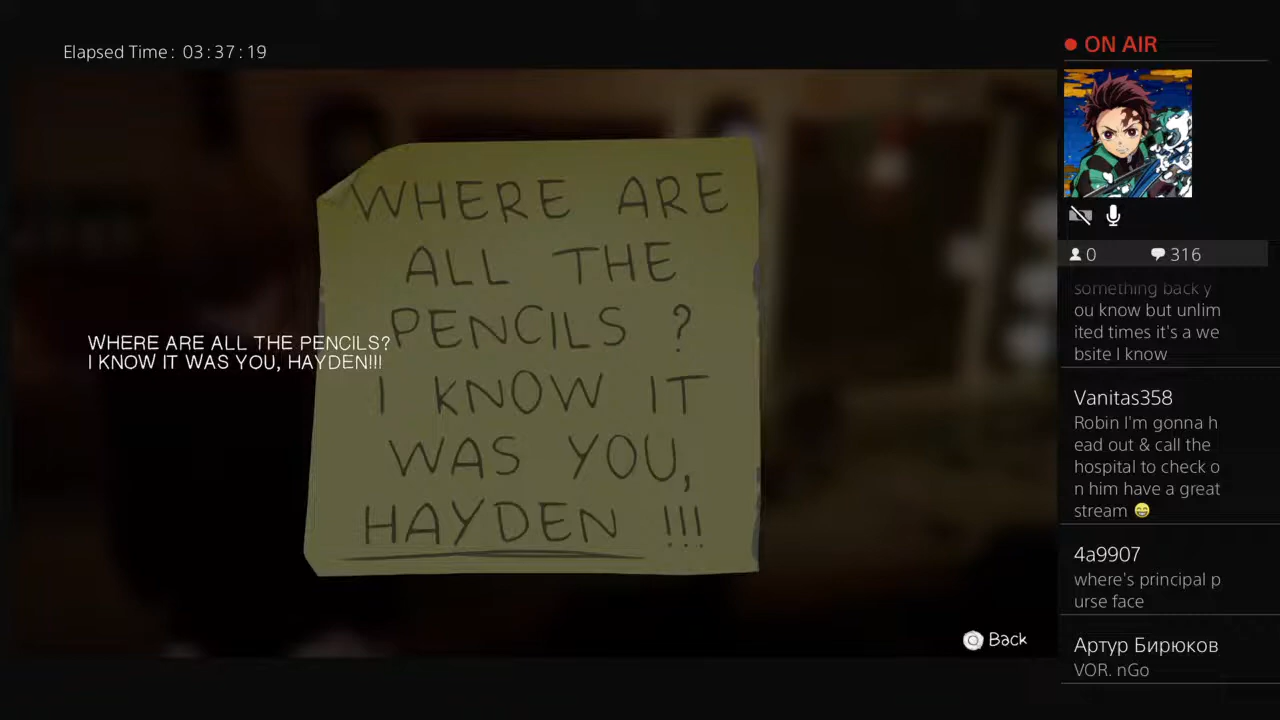 Elapsed Time: 03:37:19
WHERE ARE
ALL THE
PENCILS ?
I KNOW IT
WAS YOU,
HAYDEN !!!
WHERE ARE ALL THE PENCILS?
I KNOW IT WAS YOU, HAYDEN!!!
Back
ON AIR
0
316
something back y
ou know but unlim
ited times it's a we
bsite I know
Vanitas358
Robin I'm gonna h
ead out & call the
hospital to check o
n him have a great
stream 😄
4a9907
where's principal p
urse face
Артур Бирюков
VOR. nGo